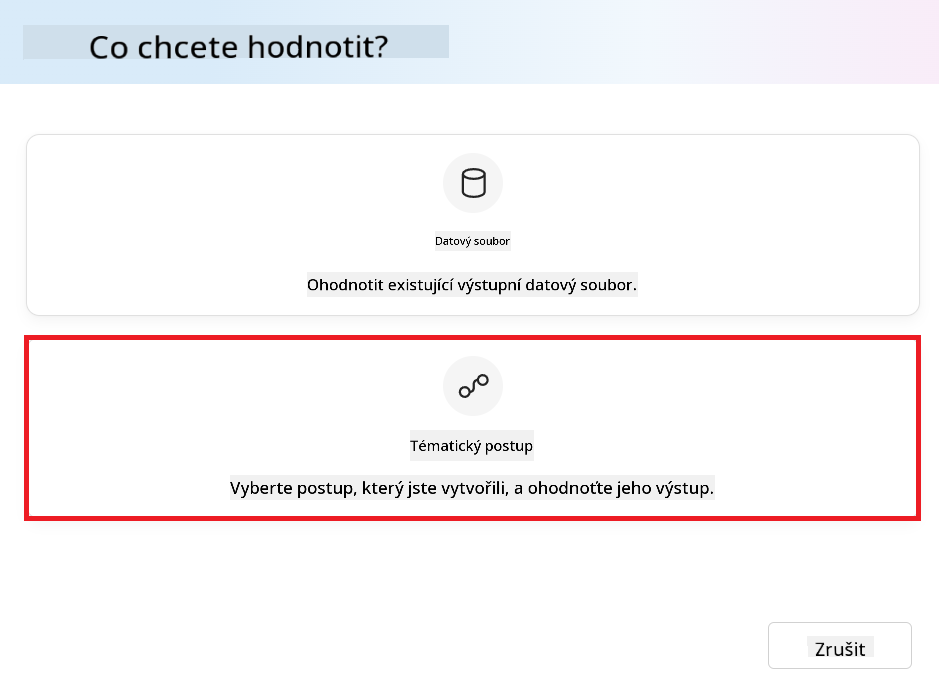 Co chcete hodnotit?
Datový soubor
Ohodnotit existující výstupní datový soubor.
Tématický postup
Vyberte postup, který jste vytvořili, a ohodnoťte jeho výstup.
Zrušit